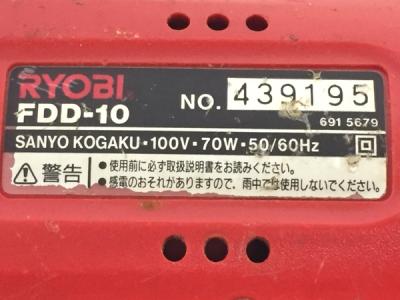 RYOBI
FDD-10 NO. 439195
691 5679
SANYO KOGAKU・100V・70W・50/60Hz
警告 ●使用前に必ず取扱説明書をお読みください。
●感電のおそれがありますので、雨中では使用しないでください。